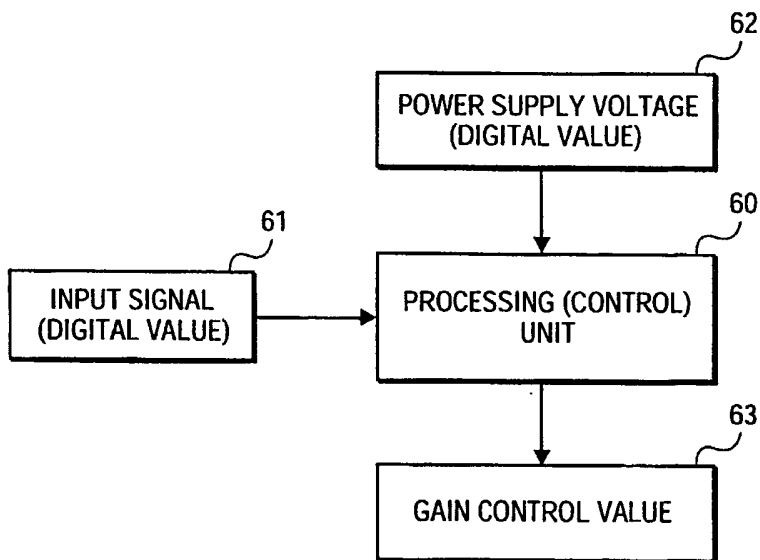 62
POWER SUPPLY VOLTAGE
(DIGITAL VALUE)
60
61
INPUT SIGNAL
(DIGITAL VALUE)
PROCESSING (CONTROL)
UNIT
63
GAIN CONTROL VALUE